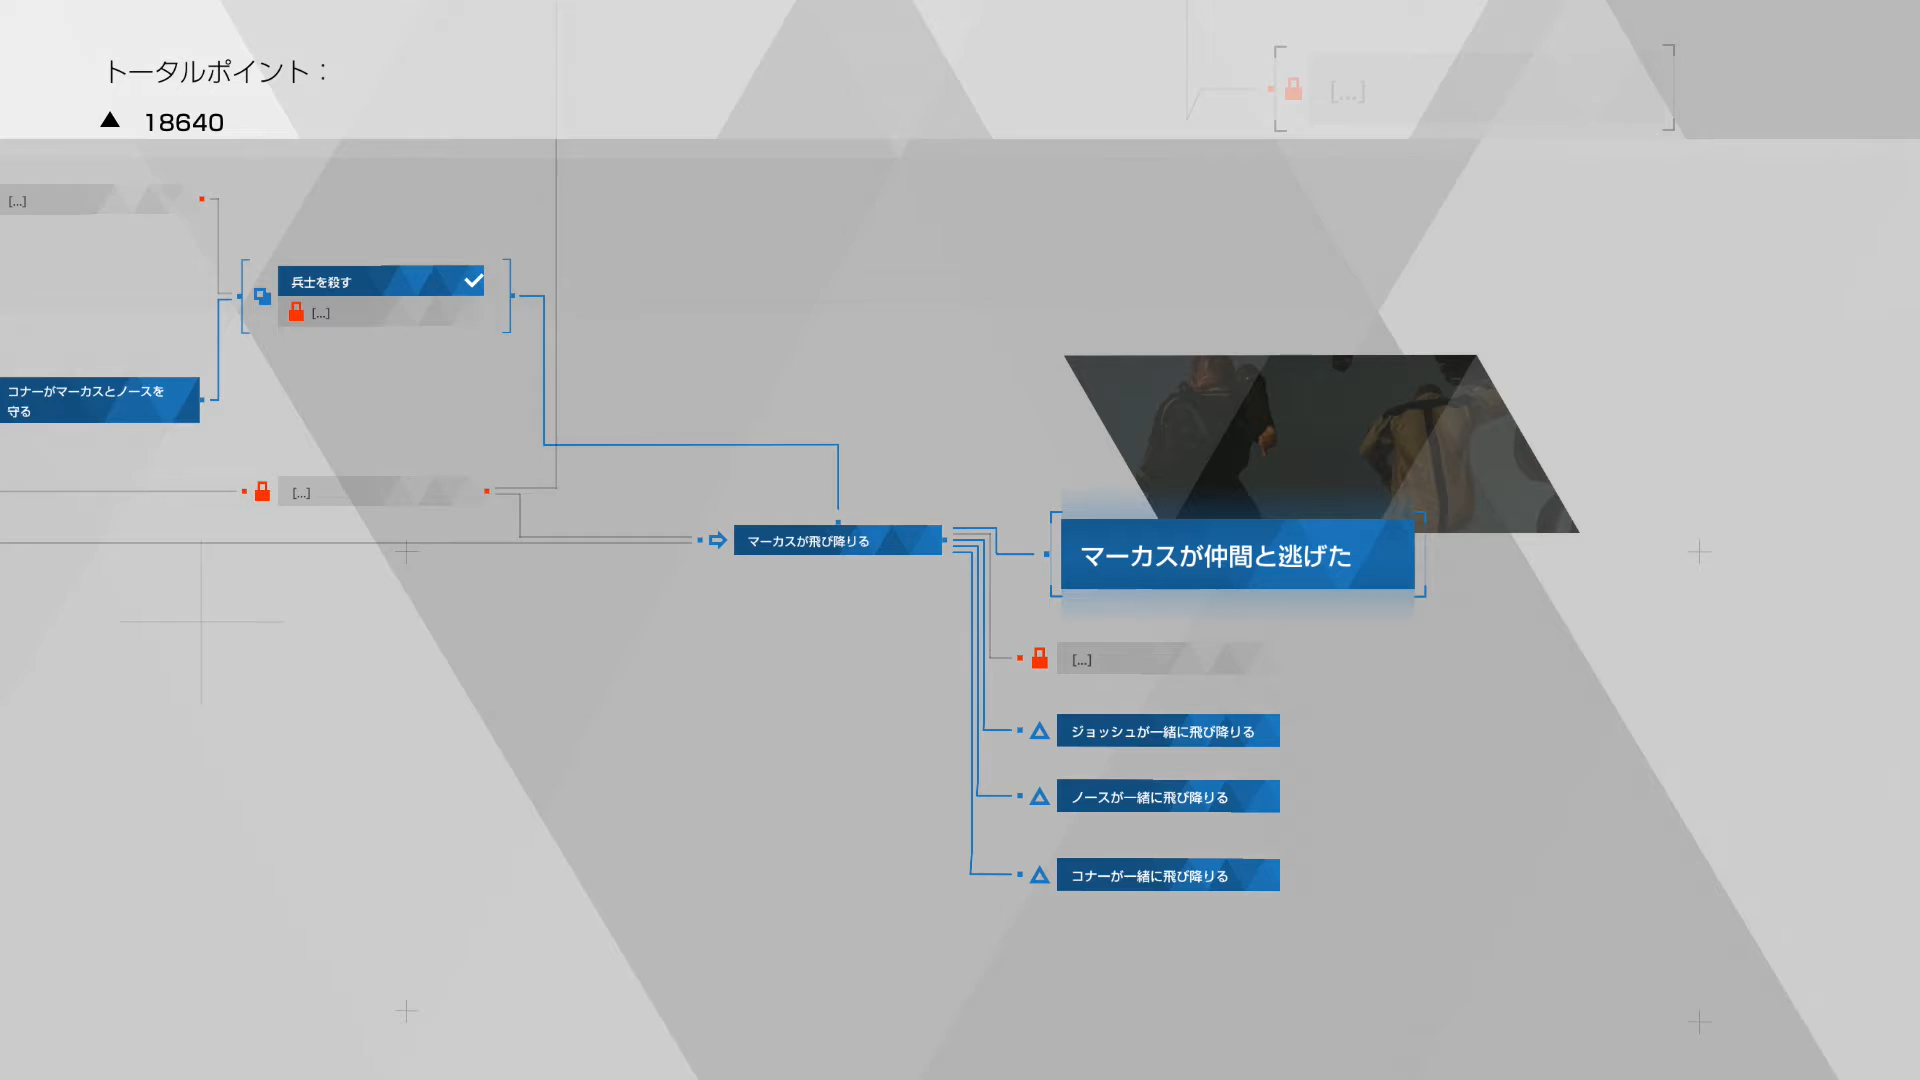 トータルポイント：
18640
[...]
[...]
兵士を殺す
[...]
コナーがマーカスとノースを
守る
[...]
マーカスが飛び降りる
マーカスが仲間と逃げた
[...]
ジョッシュが一緒に飛び降りる
ノースが一緒に飛び降りる
コナーが一緒に飛び降りる